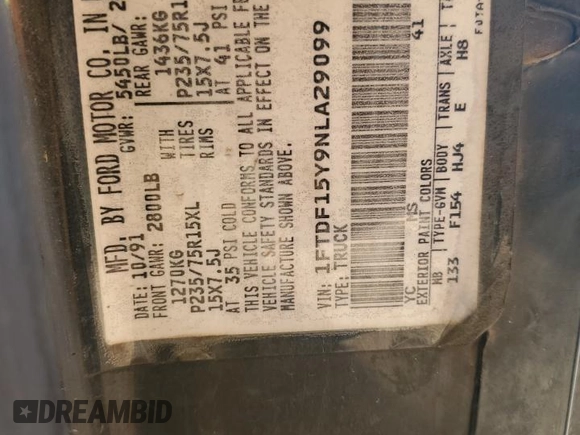 MFD. BY FORD MOTOR CO. IN
DATE: 10/91 GVWR: 5450LB/ 2
FRONT GAWR: 2800LB REAR GAWR:
1270KG WITH 1436KG
P235/75R15XL TIRES P235/75R1
15X7.5J RIMS 15X7.5J
AT 35 PSI COLD AT 41 PSI
THIS VEHICLE CONFORMS TO ALL APPLICABLE
VEHICLE SAFETY STANDARDS IN EFFECT ON THE
MANUFACTURE SHOWN ABOVE.
VIN: 1FTDF15Y9NLA29099
TYPE: TRUCK
YC MS 41
EXTERIOR PAINT COLORS
WB TYPE-GVM BODY TRANS AXLE
133 F154 HJ4 E H8
DREAMBID